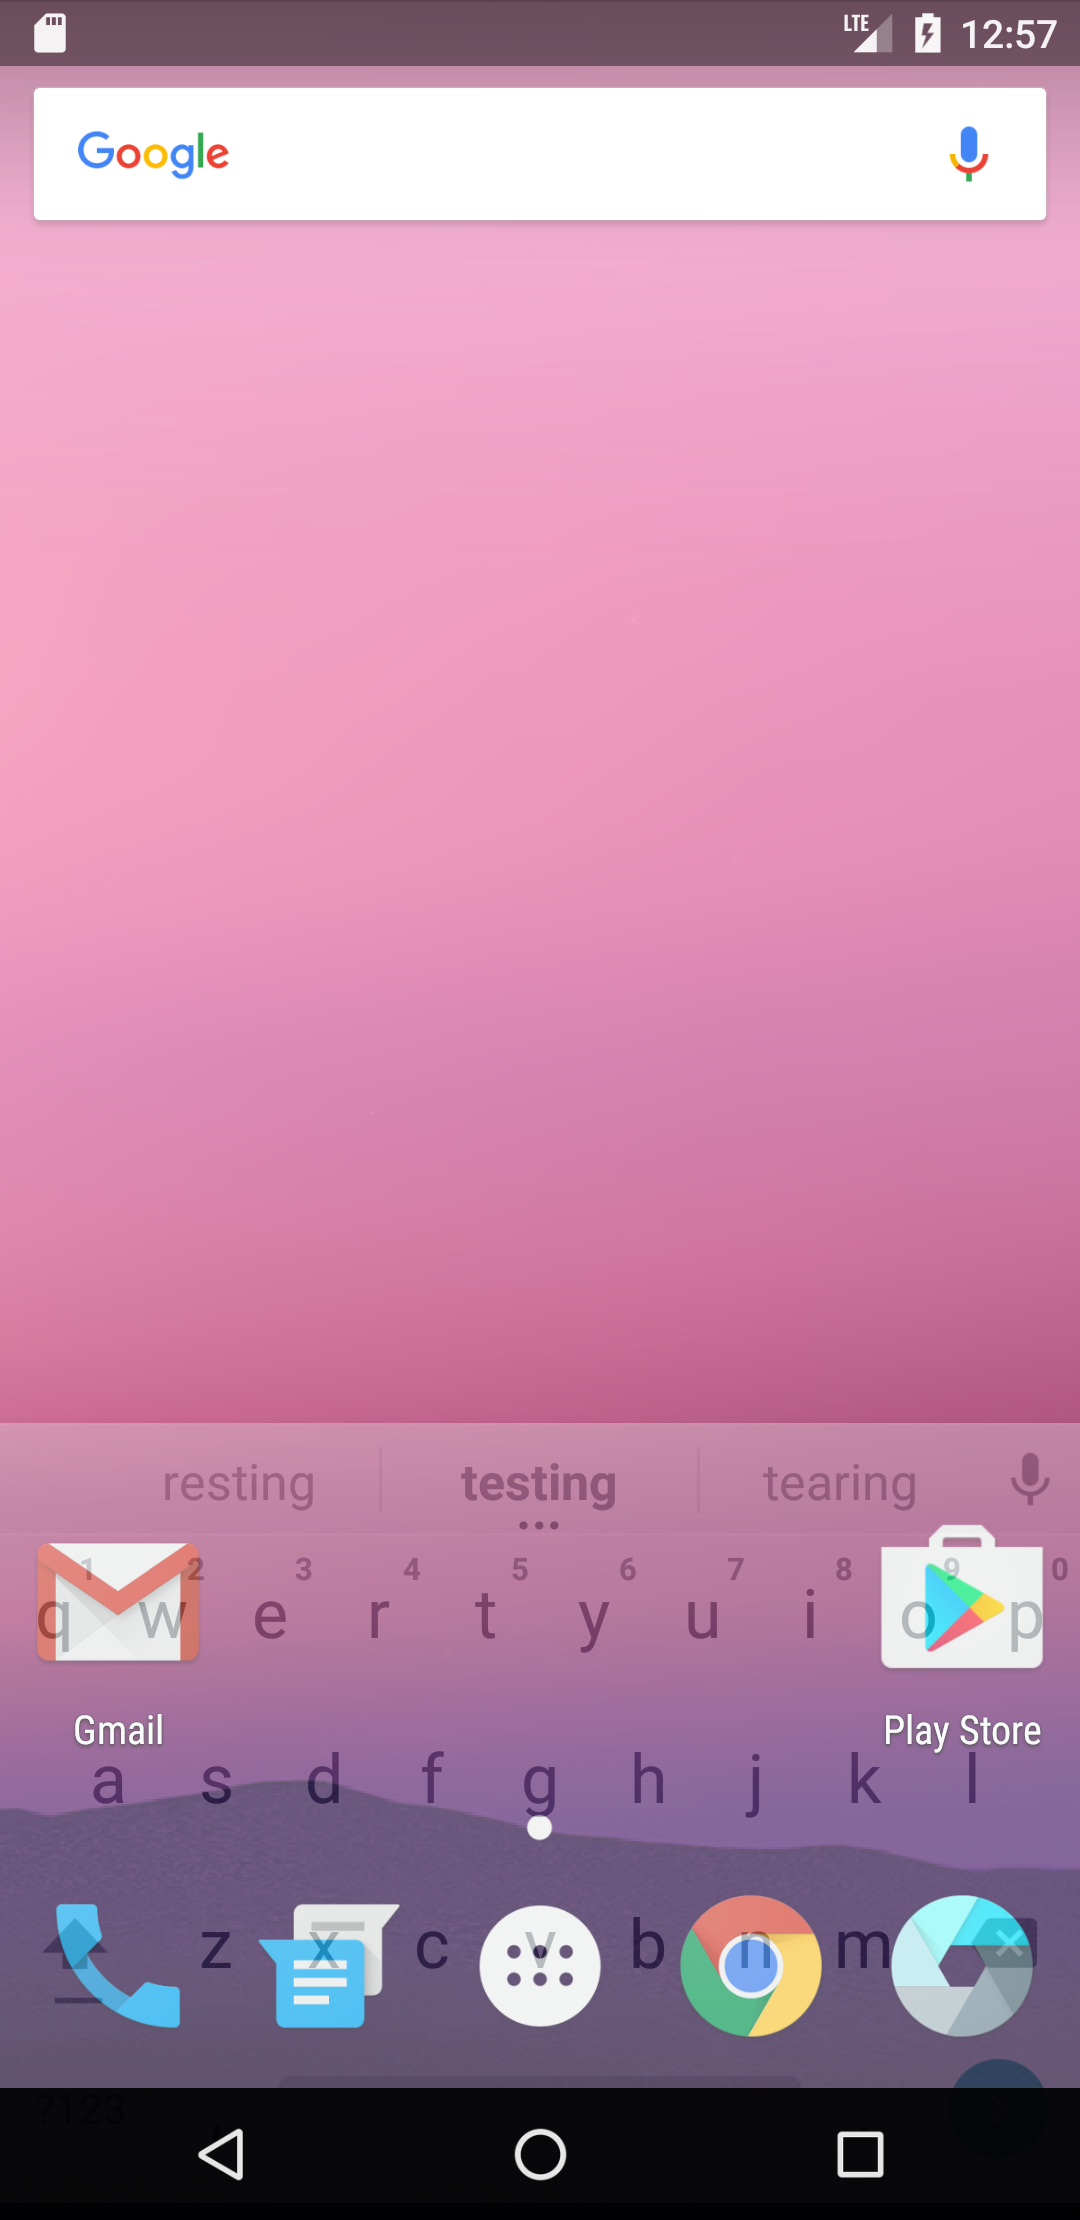 LTE 12:57
Google
resting testing tearing
1 2 3 4 5 6 7 8 9 0
q w e r t y u i o p
Gmail Play Store
a s d f g h j k l
z x c v b n m
?123